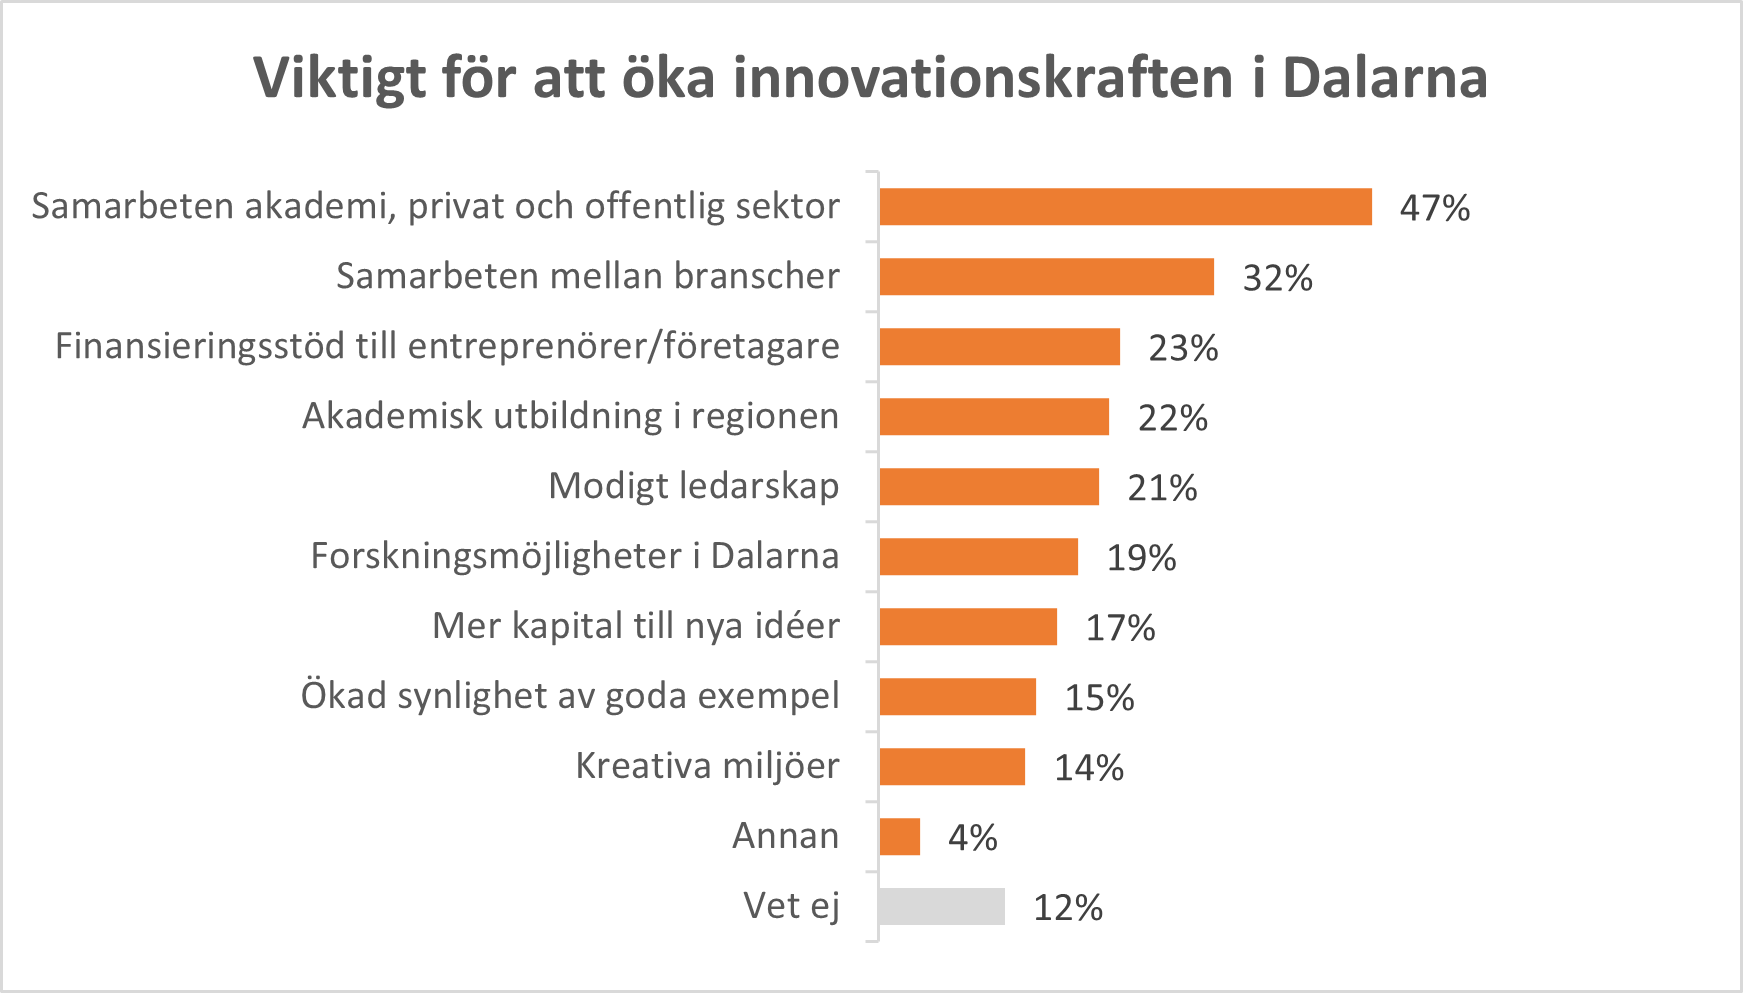 Viktigt för att öka innovationskraften i Dalarna
Samarbeten akademi, privat och offentlig sektor 47%
Samarbeten mellan branscher 32%
Finansieringsstöd till entreprenörer/företagare 23%
Akademisk utbildning i regionen 22%
Modigt ledarskap 21%
Forskningsmöjligheter i Dalarna 19%
Mer kapital till nya idéer 17%
Ökad synlighet av goda exempel 15%
Kreativa miljöer 14%
Annan 4%
Vet ej 12%